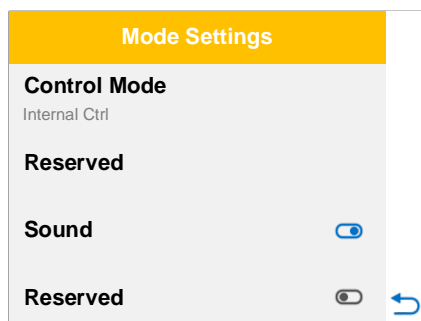 Mode Settings
Control Mode
Internal Ctrl
Reserved
Sound
Reserved